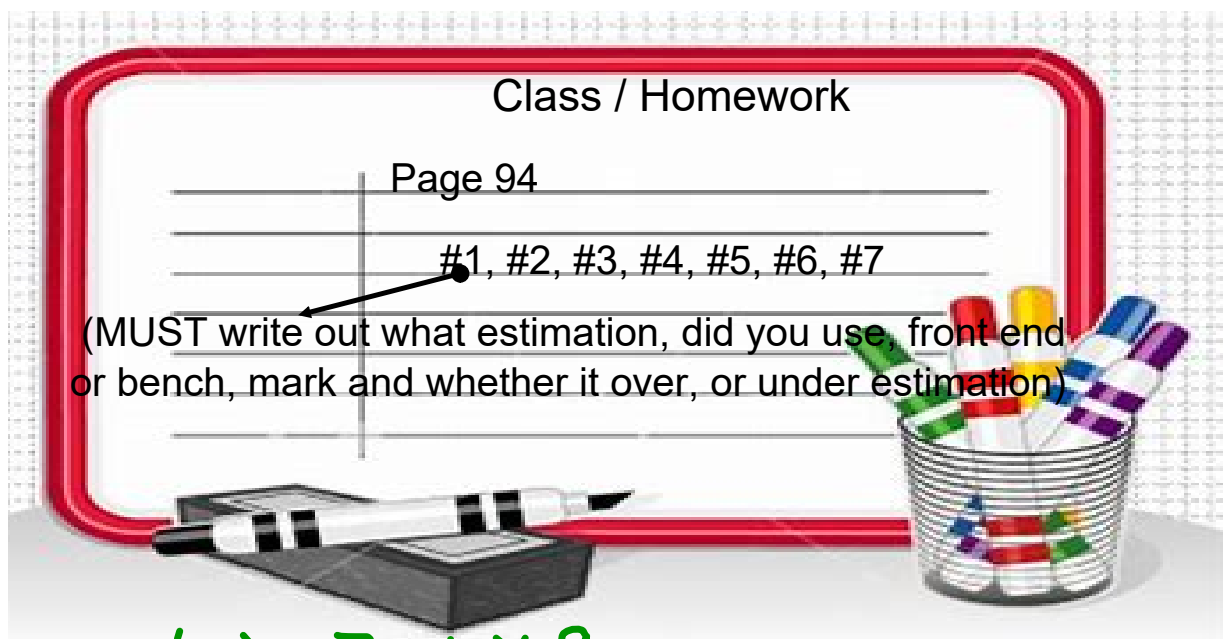 Class / Homework
Page 94
#1, #2, #3, #4, #5, #6, #7
(MUST write out what estimation, did you use, front end
or bench, mark and whether it over, or under estimation)